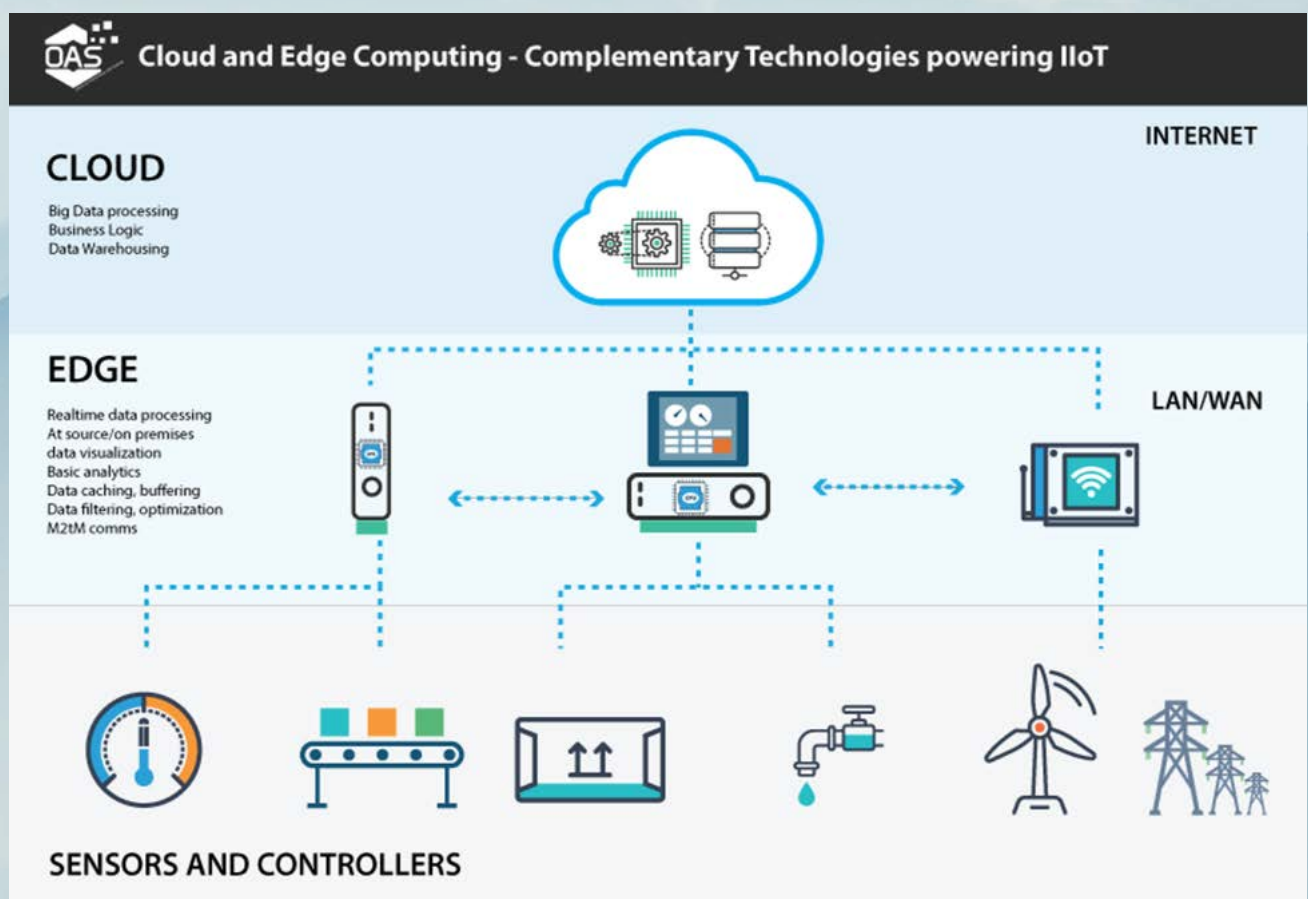 OAS
Cloud and Edge Computing - Complementary Technologies powering IIoT
INTERNET
CLOUD
Big Data processing
Business Logic
Data Warehousing
EDGE
LAN/WAN
Realtime data processing
At source/on premises
data visualization
Basic analytics
Data caching, buffering
Data filtering, optimization
M2tM comms
CPU
CPU
SENSORS AND CONTROLLERS